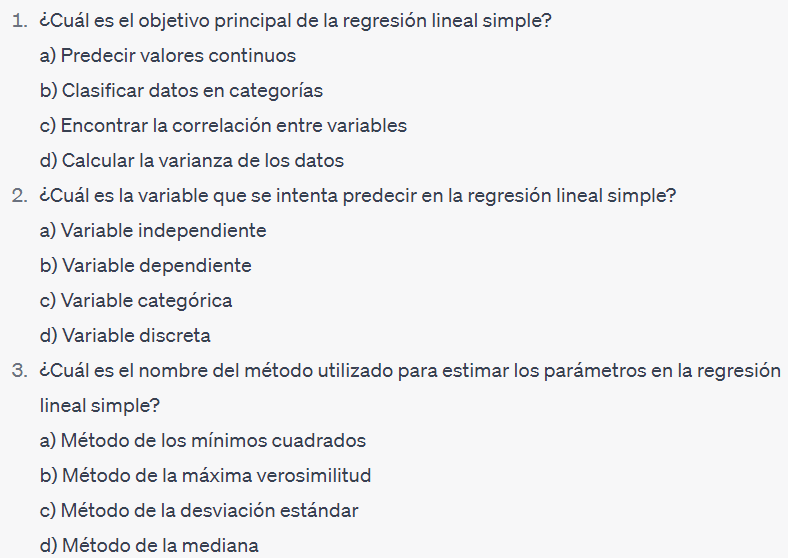 1. ¿Cuál es el objetivo principal de la regresión lineal simple?
a) Predecir valores continuos
b) Clasificar datos en categorías
c) Encontrar la correlación entre variables
d) Calcular la varianza de los datos
2. ¿Cuál es la variable que se intenta predecir en la regresión lineal simple?
a) Variable independiente
b) Variable dependiente
c) Variable categórica
d) Variable discreta
3. ¿Cuál es el nombre del método utilizado para estimar los parámetros en la regresión
lineal simple?
a) Método de los mínimos cuadrados
b) Método de la máxima verosimilitud
c) Método de la desviación estándar
d) Método de la mediana